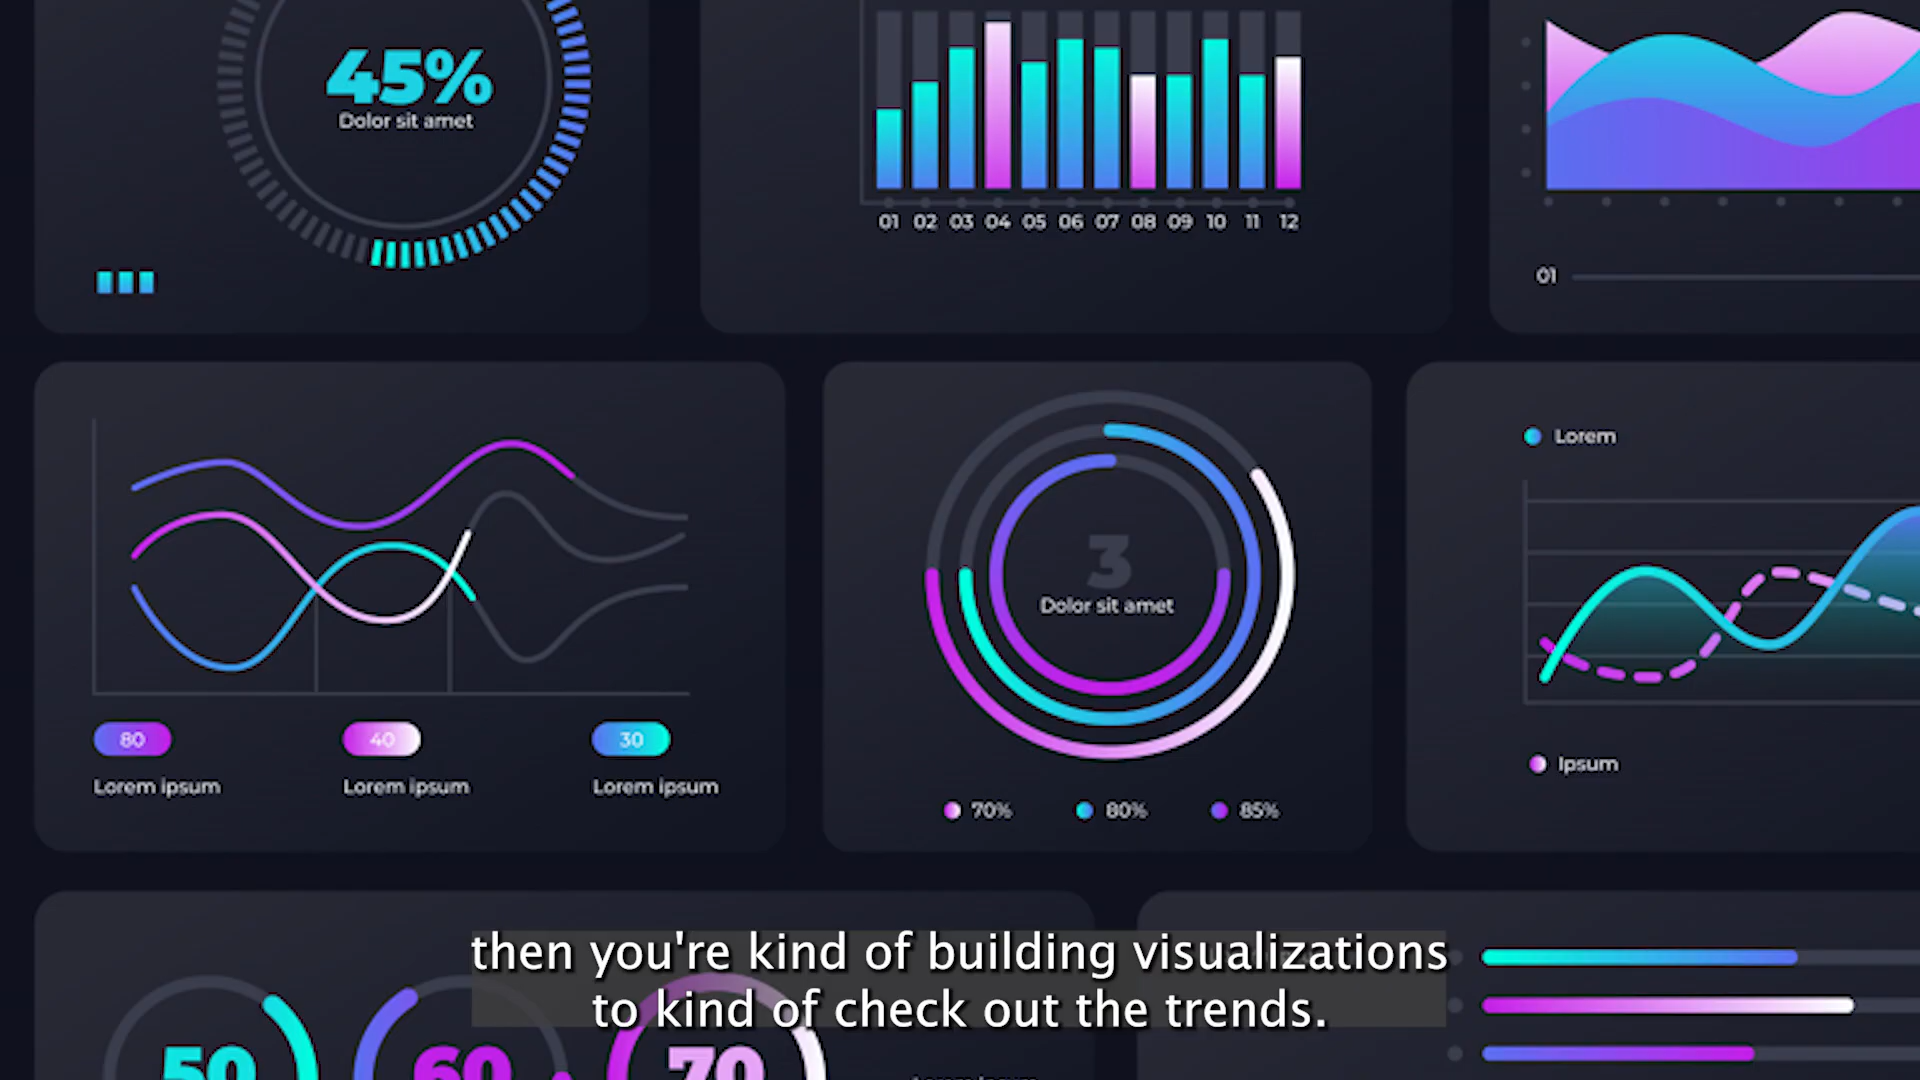 45%
Dolor sit amet
01 02 03 04 05 06 07 08 09 10 11 12
01
80 40 30
Lorem ipsum Lorem ipsum Lorem ipsum
3
Dolor sit amet
70% 80% 85%
Lorem
Ipsum
then you're kind of building visualizations
to kind of check out the trends.
50 60 70